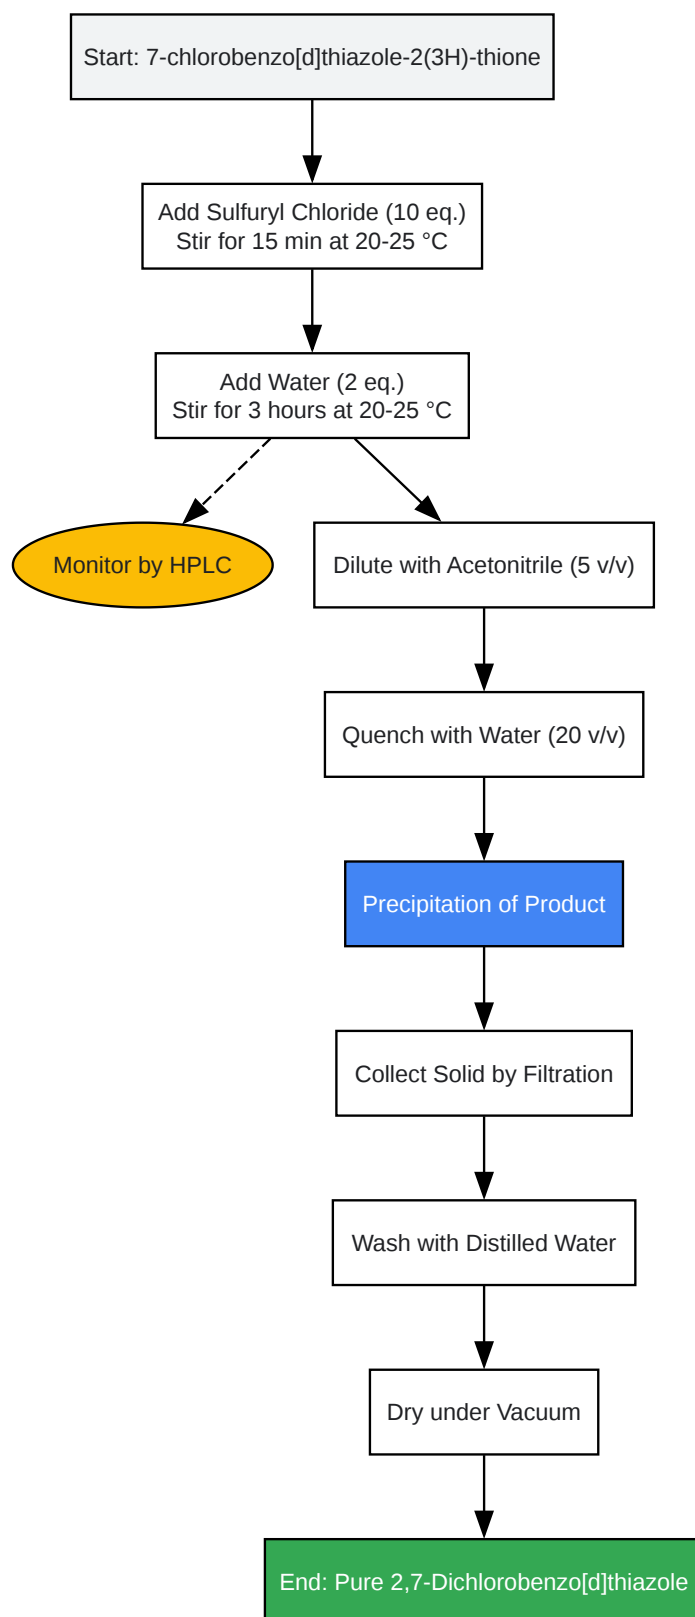 Start: 7-chlorobenzo[d]thiazole-2(3H)-thione
Add Sulfuryl Chloride (10 eq.)
Stir for 15 min at 20-25 °C
Add Water (2 eq.)
Stir for 3 hours at 20-25 °C
Monitor by HPLC
Dilute with Acetonitrile (5 v/v)
Quench with Water (20 v/v)
Precipitation of Product
Collect Solid by Filtration
Wash with Distilled Water
Dry under Vacuum
End: Pure 2,7-Dichlorobenzo[d]thiazole